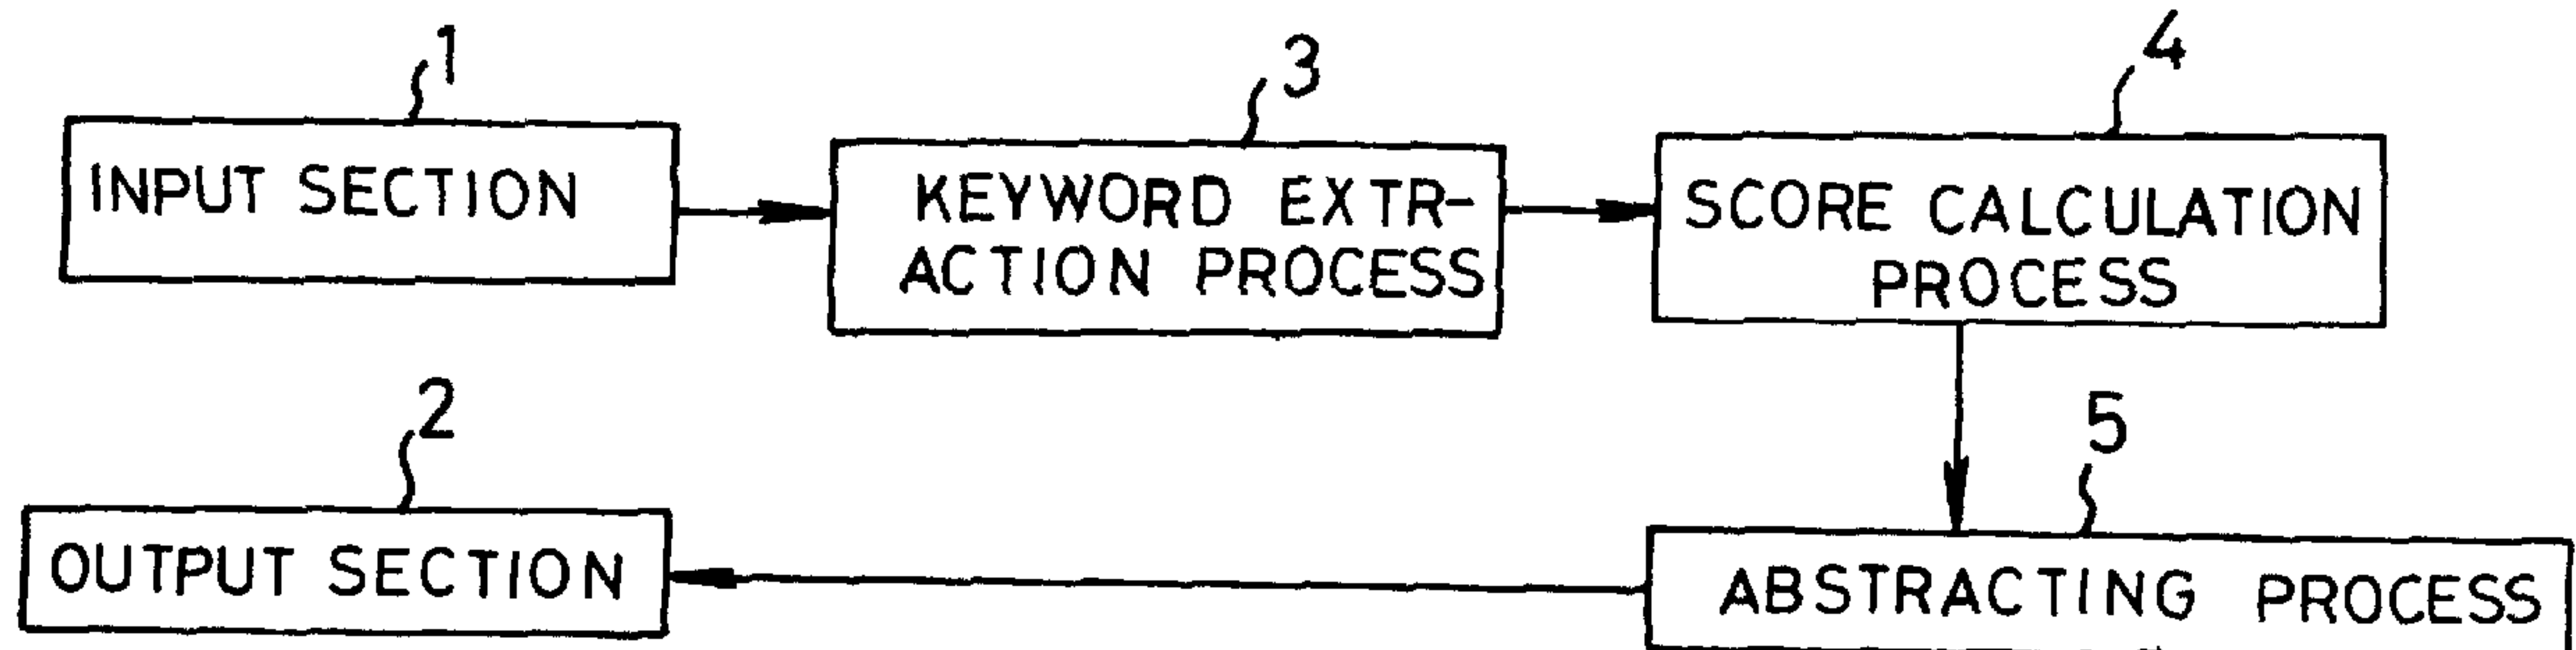 1
INPUT SECTION
3
KEYWORD EXTR-
ACTION PROCESS
4
SCORE CALCULATION
PROCESS
2
OUTPUT SECTION
5
ABSTRACTING PROCESS